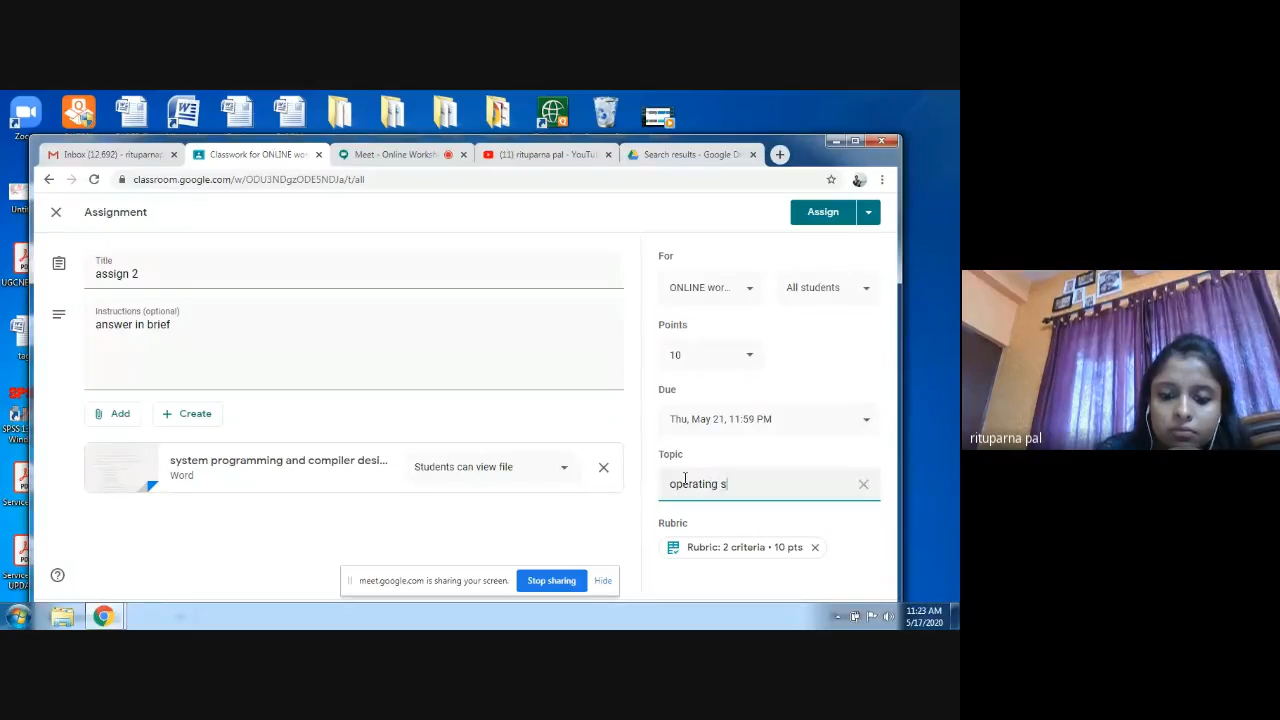 Inbox (12,692) - rituparna
Classwork for ONLINE wo
Meet - Online Worksh
(11) rituparna pal - YouTu
Search results - Google D
classroom.google.com/w/ODU3NDgzODE5NDJa/t/all
Assignment
Assign
Title
assign 2
Instructions (optional)
answer in brief
Add
Create
system programming and compiler desi...
Word
Students can view file
For
ONLINE wor...
All students
Points
10
Due
Thu, May 21, 11:59 PM
Topic
operating s
Rubric
Rubric: 2 criteria • 10 pts
meet.google.com is sharing your screen.
Stop sharing
Hide
11:23 AM
5/17/2020
rituparna pal